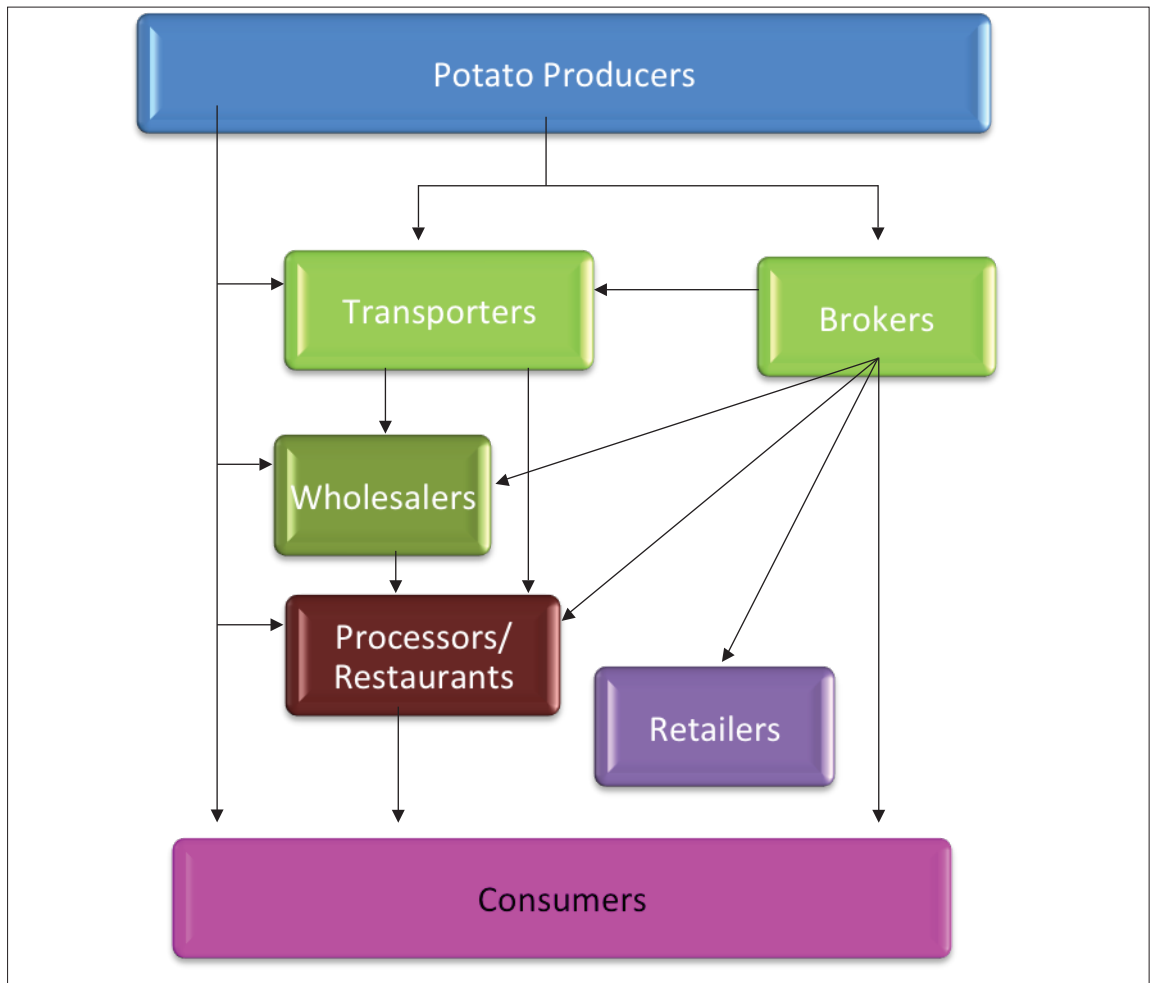 Potato Producers
Transporters
Brokers
Wholesalers
Processors/
Restaurants
Retailers
Consumers